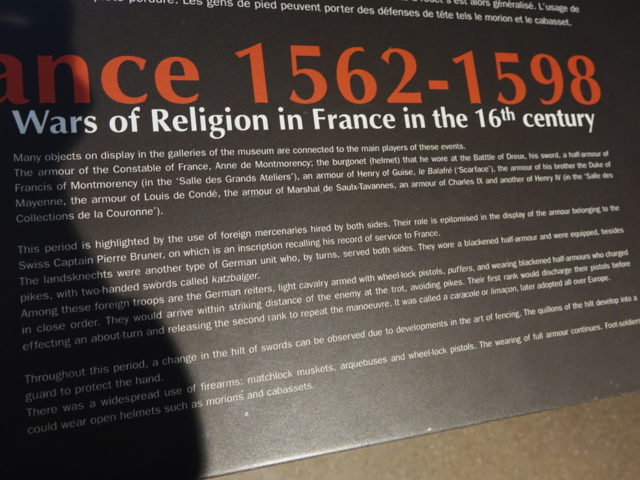 perdure. Les gens de pied peuvent porter des défenses de tête tels le morion et le cabasset.
s'est alors généralisé. L'usage de
ance 1562-1598
Wars of Religion in France in the 16th century
Many objects on display in the galleries of the museum are connected to the main players of these events.
The armour of the Constable of France, Anne de Montmorency; the burgonet (helmet) that he wore at the Batttle of Dreux, his sword, a half-armour of
Francis of Montmorency (in the 'Salle des Grands Ateliers'), an armour of Henry of Guise, le Balafré ('Scarface'), the armour of his brother the Duke of
Mayenne, the armour of Louis de Condé, the armour of Marshal de Saulx-Tavannes, an armour of Charles IX and another of Henry IV (in the 'Salle des
Collections de la Couronne').
This period is highlighted by the use of foreign mercenaries hired by both sides. Their role is epitomised in the display of the armour belonging to the
Swiss Captain Pierre Bruner, on which is an inscription recalling his record of service to France.
The landsknechts were another type of German unit who, by turns, served both sides. They wore a blackened half-armour and were equipped, besides
pikes, with two-handed swords called katzbalger.
Among these foreign troops are the German reiters, light cavalry armed with wheel-lock pistols, puffers, and wearing blackened half-armours who charged
in close order. They would arrive within striking distance of the enemy at the trot, avoiding pikes. Their first rank would discharge their pistols before
effecting an about-turn and releasing the second rank to repeat the manoeuvre. It was called a caracole or limaçon, later adopted all over Europe.
Throughout this period, a change in the hilt of swords can be observed due to developments in the art of fencing. The quillons of the hilt develop into a
guard to protect the hand.
There was a widespread use of firearms: matchlock muskets, arquebuses and wheel-lock pistols. The wearing of full armour continues. Foot-soldiers
could wear open helmets such as morions and cabassets.